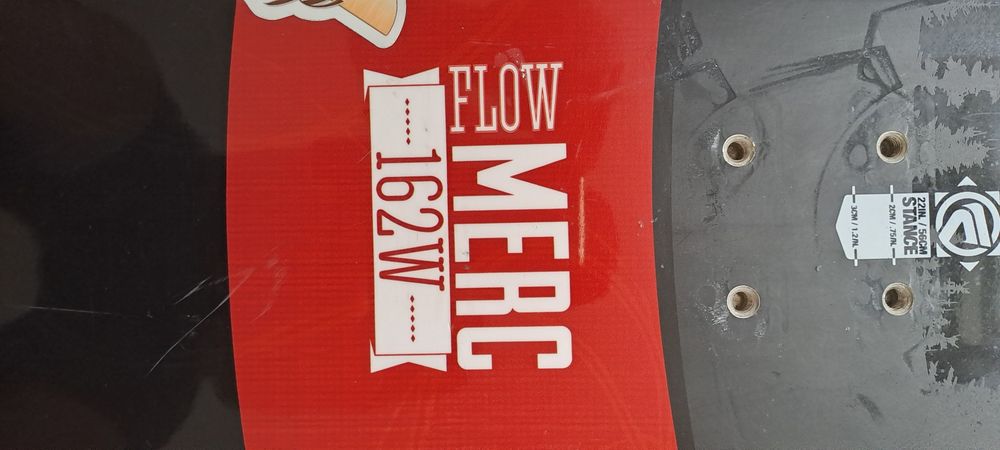 FLOW
MERC
162W
22IN. / 56CM
STANCE
2CM / .75IN.
3CM / 1.2IN.